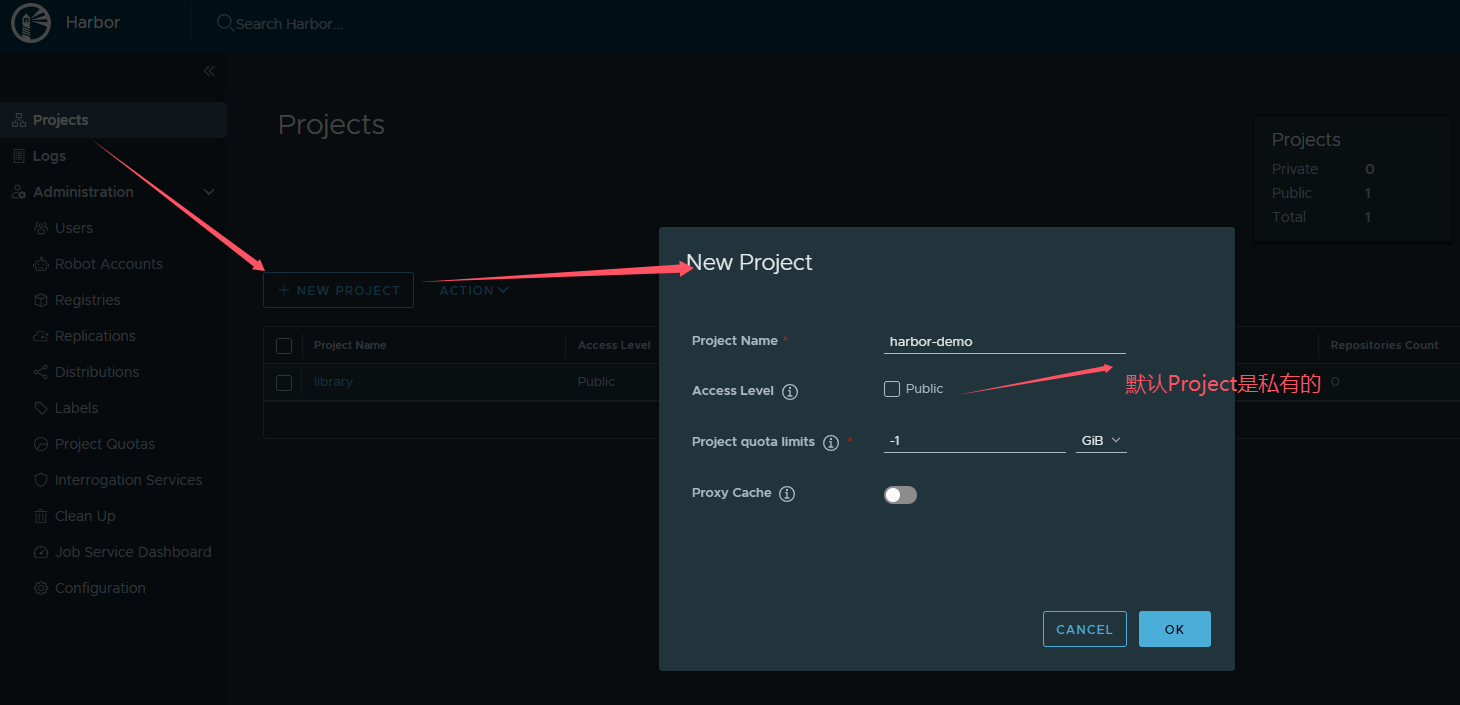 Harbor
Search Harbor...
Projects
Logs
Administration
Users
Robot Accounts
Registries
Replications
Distributions
Labels
Project Quotas
Interrogation Services
Clean Up
Job Service Dashboard
Configuration
Projects
Projects
Private 0
Public 1
Total 1
+ NEW PROJECT
ACTION
Project Name Access Level Repositories Count
library Public 0
New Project
Project Name *
harbor-demo
Access Level
Public
默认Project是私有的
Project quota limits *
-1 GiB
Proxy Cache
CANCEL
OK